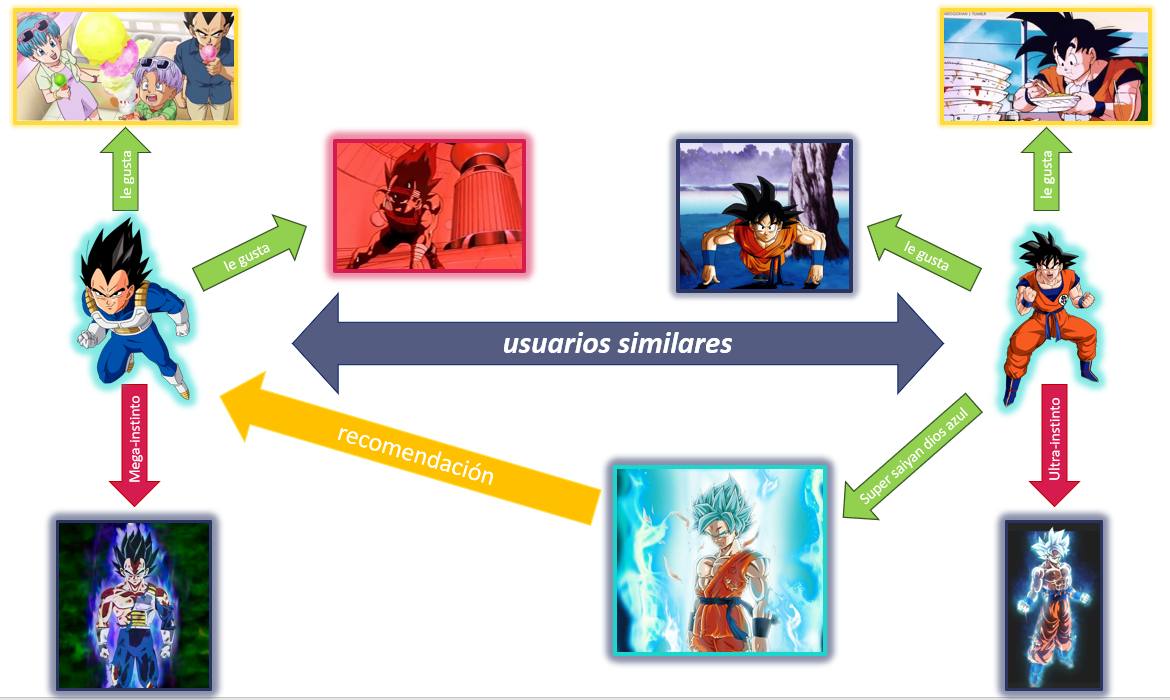 le gusta
le gusta
le gusta
le gusta
usuarios similares
recomendación
Mega-instinto
Super saiyan dios azul
Ultra-instinto